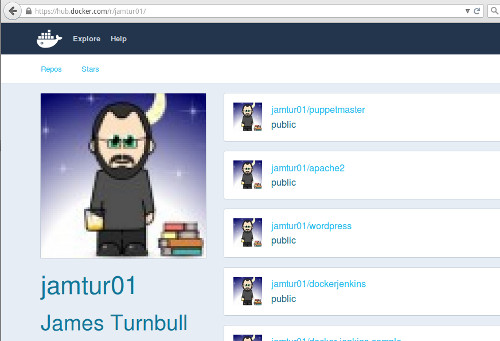 https://hub.docker.com/r/jamtur01/
Explore Help
Repos Stars
jamtur01/puppetmaster
public
jamtur01/apache2
public
jamtur01/wordpress
public
jamtur01/dockerjenkins
public
jamtur01
James Turnbull